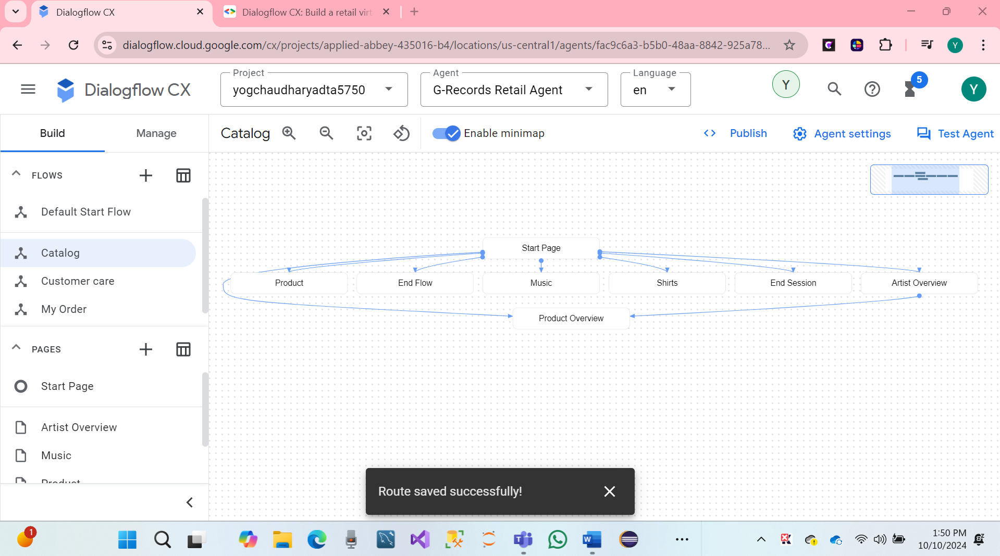 Dialogflow CX
Dialogflow CX: Build a retail virt
dialogflow.cloud.google.com/cx/projects/applied-abbey-435016-b4/locations/us-central1/agents/fac9c6a3-b5b0-48aa-8842-925a78...
Y
Dialogflow CX
Project
yogchaudharyadta5750
Agent
G-Records Retail Agent
Language
en
Y
5
Y
Build
Manage
Catalog
Enable minimap
Publish
Agent settings
Test Agent
FLOWS
Default Start Flow
Catalog
Customer care
My Order
PAGES
Start Page
Artist Overview
Music
Product
Start Page
Product
End Flow
Music
Shirts
End Session
Artist Overview
Product Overview
Route saved successfully!
1
1:50 PM
10/10/2024